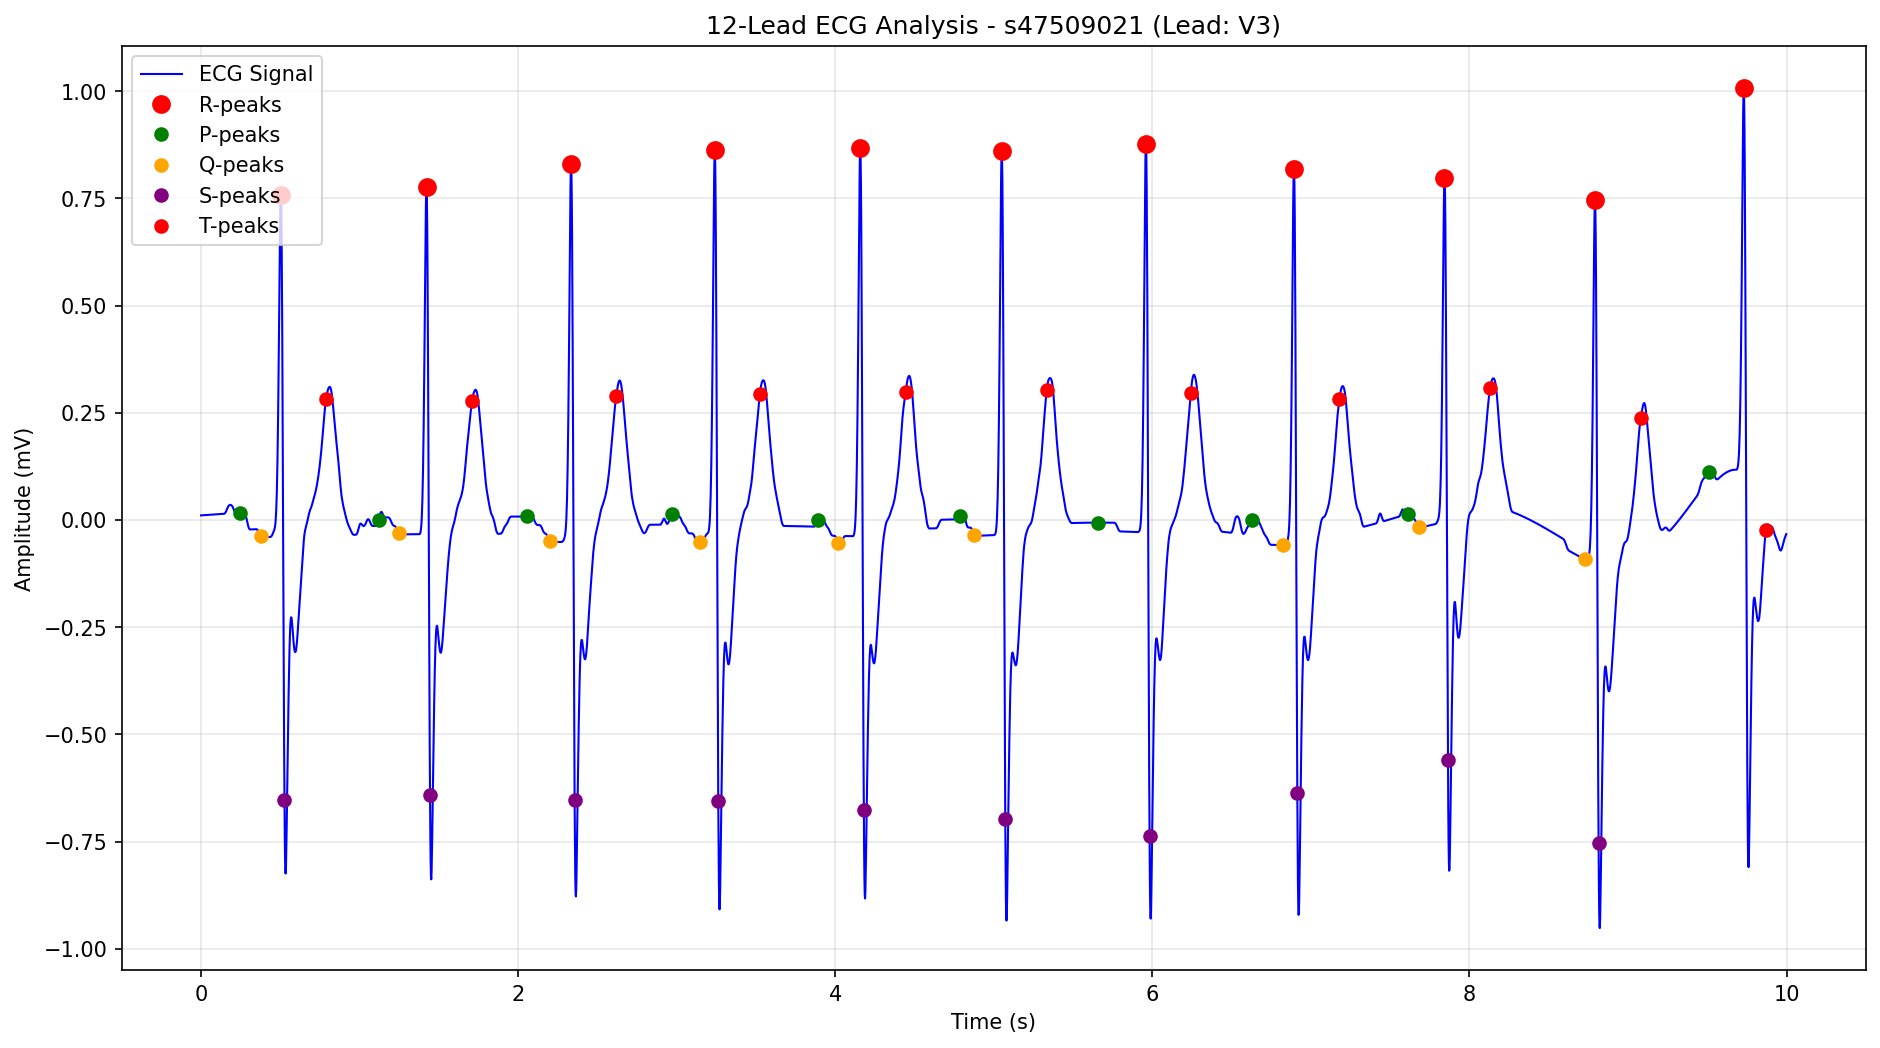 12-Lead ECG Analysis - s47509021 (Lead: V3)
ECG Signal
R-peaks
P-peaks
Q-peaks
S-peaks
T-peaks
Amplitude (mV)
1.00
0.75
0.50
0.25
0.00
−0.25
−0.50
−0.75
−1.00
0 2 4 6 8 10
Time (s)